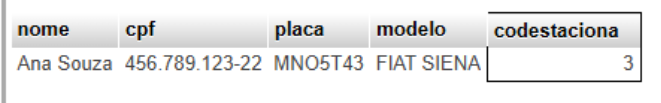 nome cpf placa modelo codestaciona
Ana Souza 456.789.123-22 MNO5T43 FIAT SIENA 3